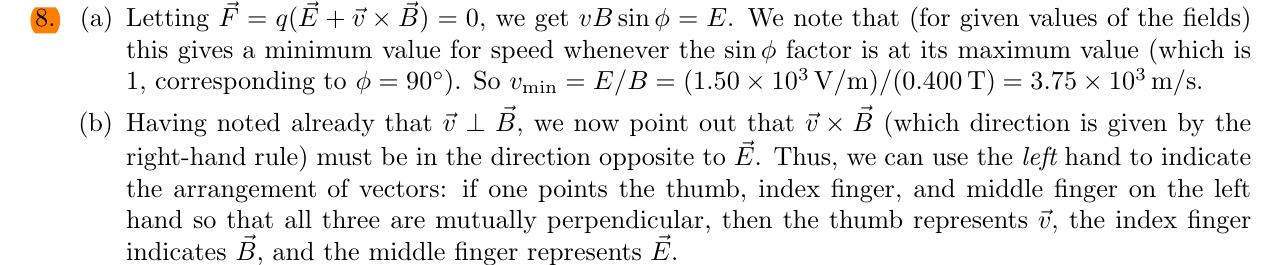 8. (a) Letting F⃗ = q(E⃗ + v⃗ × B⃗) = 0, we get vB sin ϕ = E. We note that (for given values of the fields)
this gives a minimum value for speed whenever the sin ϕ factor is at its maximum value (which is
1, corresponding to ϕ = 90°). So vmin = E/B = (1.50 × 10³ V/m)/(0.400 T) = 3.75 × 10³ m/s.
(b) Having noted already that v⃗ ⊥ B⃗, we now point out that v⃗ × B⃗ (which direction is given by the
right-hand rule) must be in the direction opposite to E⃗. Thus, we can use the left hand to indicate
the arrangement of vectors: if one points the thumb, index finger, and middle finger on the left
hand so that all three are mutually perpendicular, then the thumb represents v⃗, the index finger
indicates B⃗, and the middle finger represents E⃗.